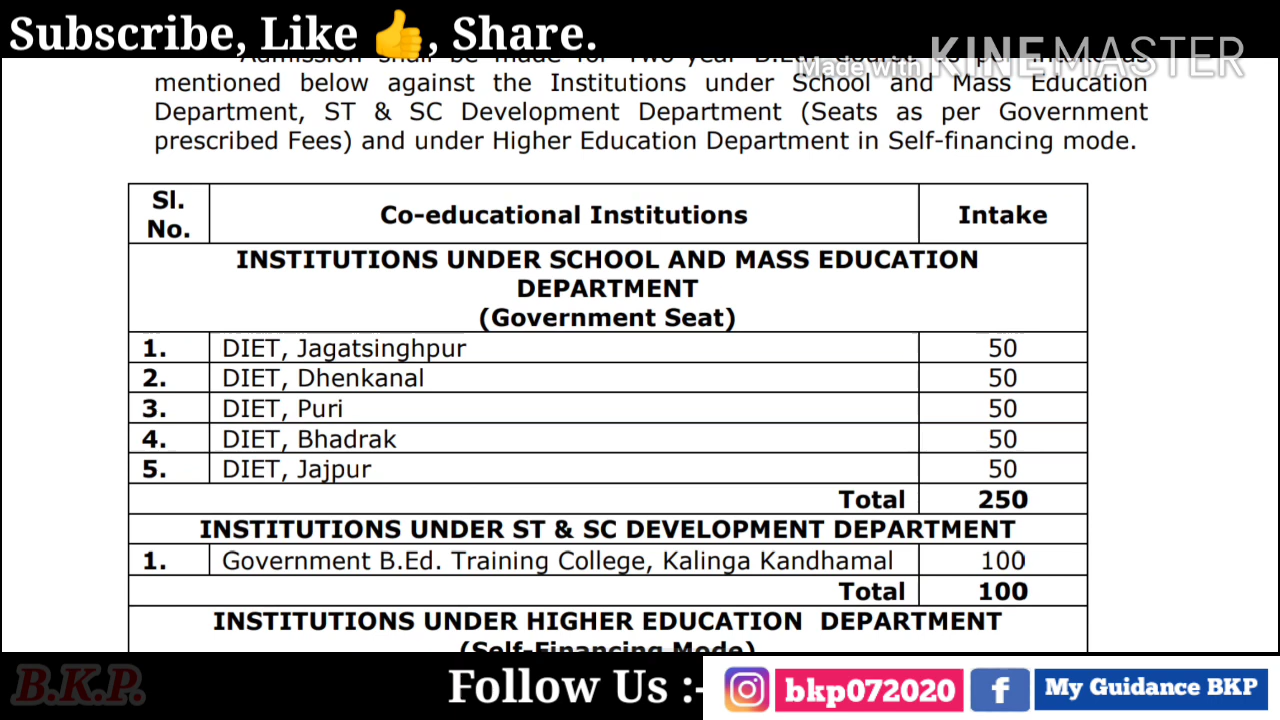 Subscribe, Like 👍, Share.
Made with KINEMASTER
mentioned below against the Institutions under School and Mass Education
Department, ST & SC Development Department (Seats as per Government
prescribed Fees) and under Higher Education Department in Self-financing mode.
Sl. No. Co-educational Institutions Intake
INSTITUTIONS UNDER SCHOOL AND MASS EDUCATION
DEPARTMENT
(Government Seat)
1. DIET, Jagatsinghpur 50
2. DIET, Dhenkanal 50
3. DIET, Puri 50
4. DIET, Bhadrak 50
5. DIET, Jajpur 50
Total 250
INSTITUTIONS UNDER ST & SC DEVELOPMENT DEPARTMENT
1. Government B.Ed. Training College, Kalinga Kandhamal 100
Total 100
INSTITUTIONS UNDER HIGHER EDUCATION DEPARTMENT
(Self-Financing Mode)
B.K.P. Follow Us :- bkp072020 f My Guidance BKP